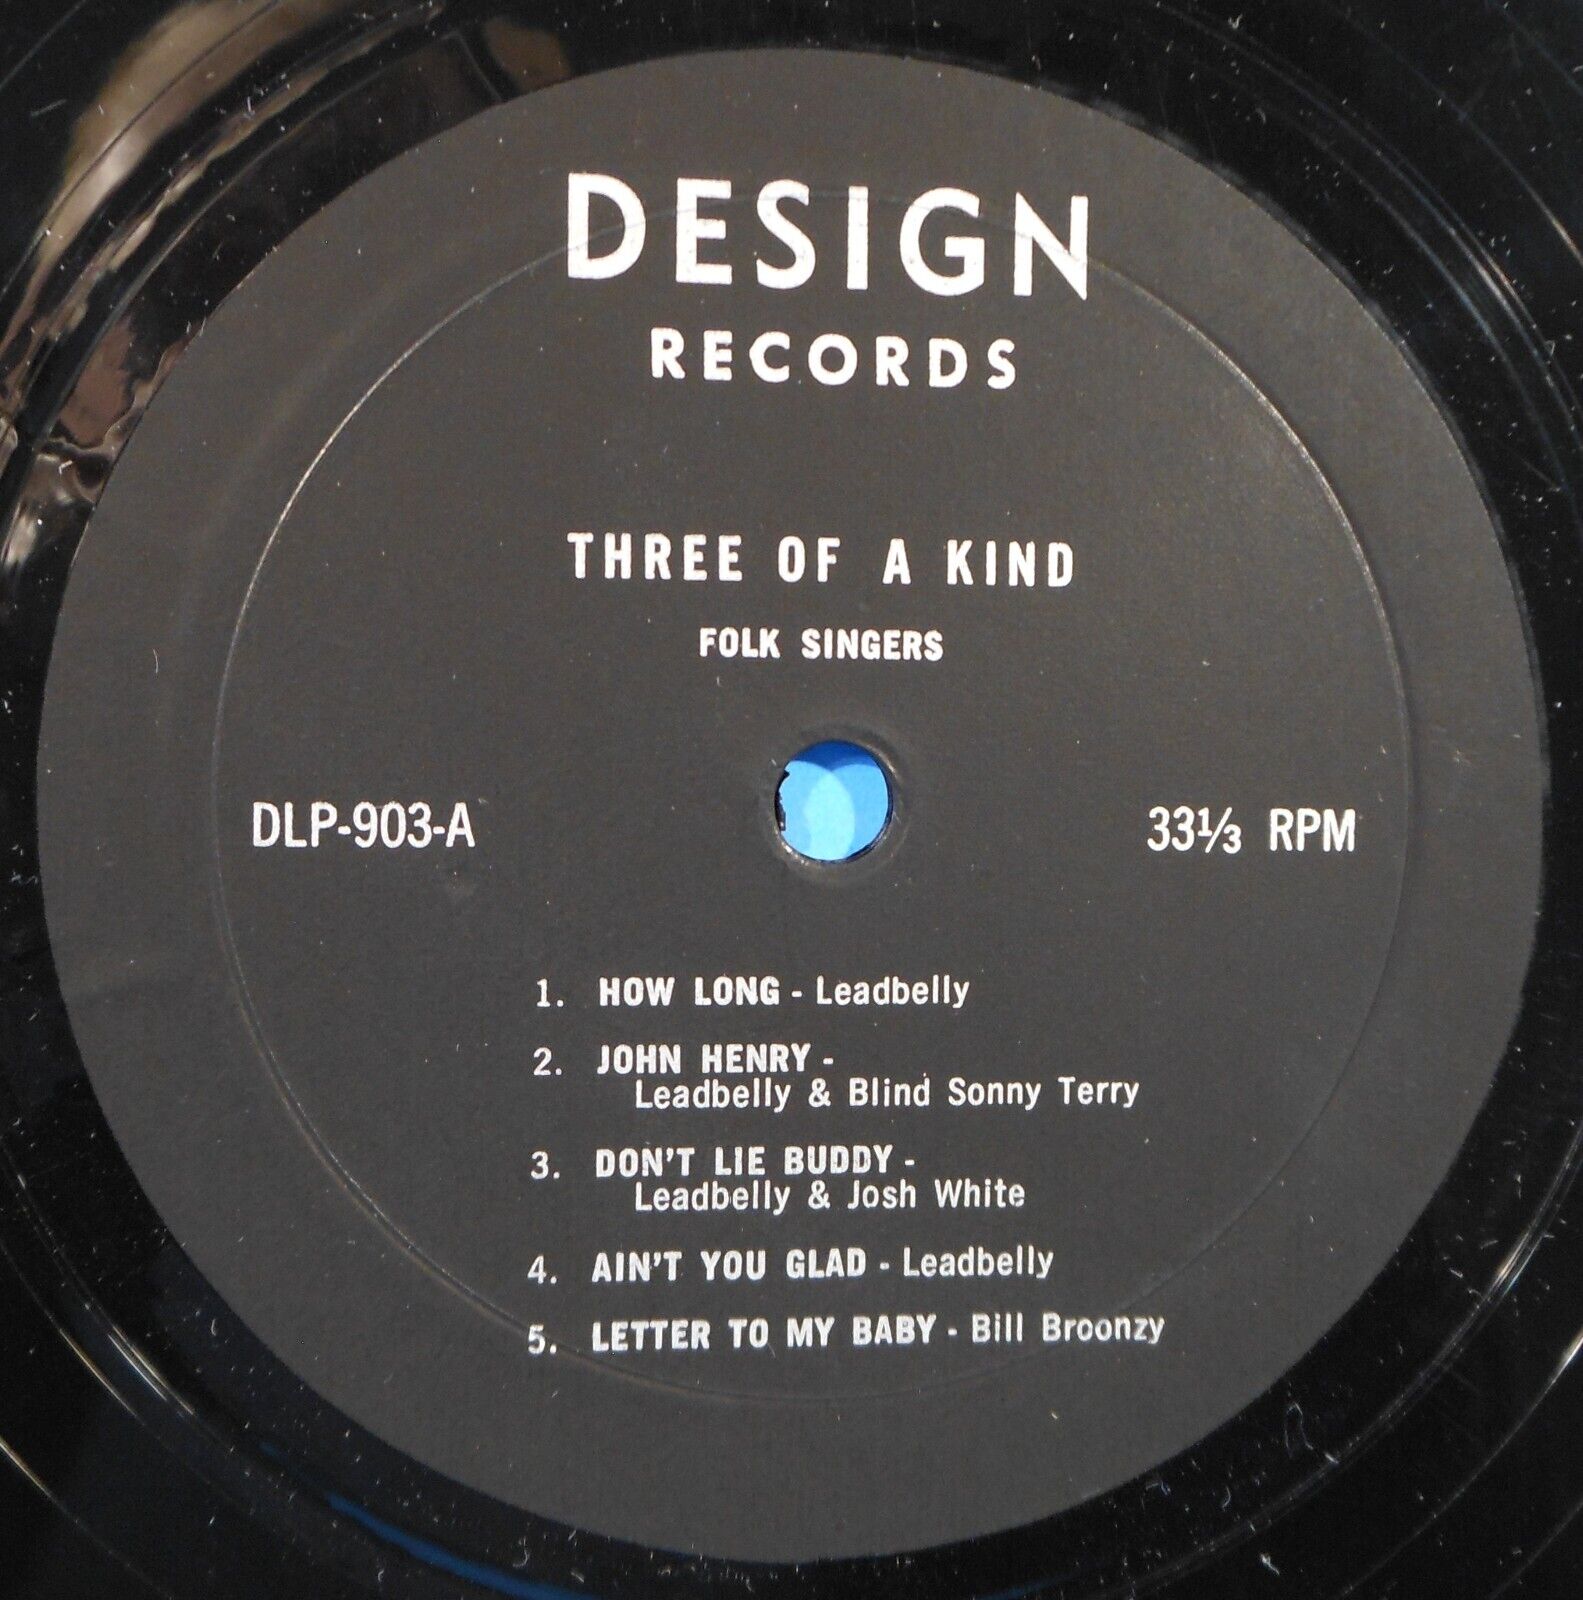 DESIGN
RECORDS
THREE OF A KIND
FOLK SINGERS
DLP-903-A
33⅓ RPM
1. HOW LONG - Leadbelly
2. JOHN HENRY -
Leadbelly & Blind Sonny Terry
3. DON'T LIE BUDDY -
Leadbelly & Josh White
4. AIN'T YOU GLAD - Leadbelly
5. LETTER TO MY BABY - Bill Broonzy